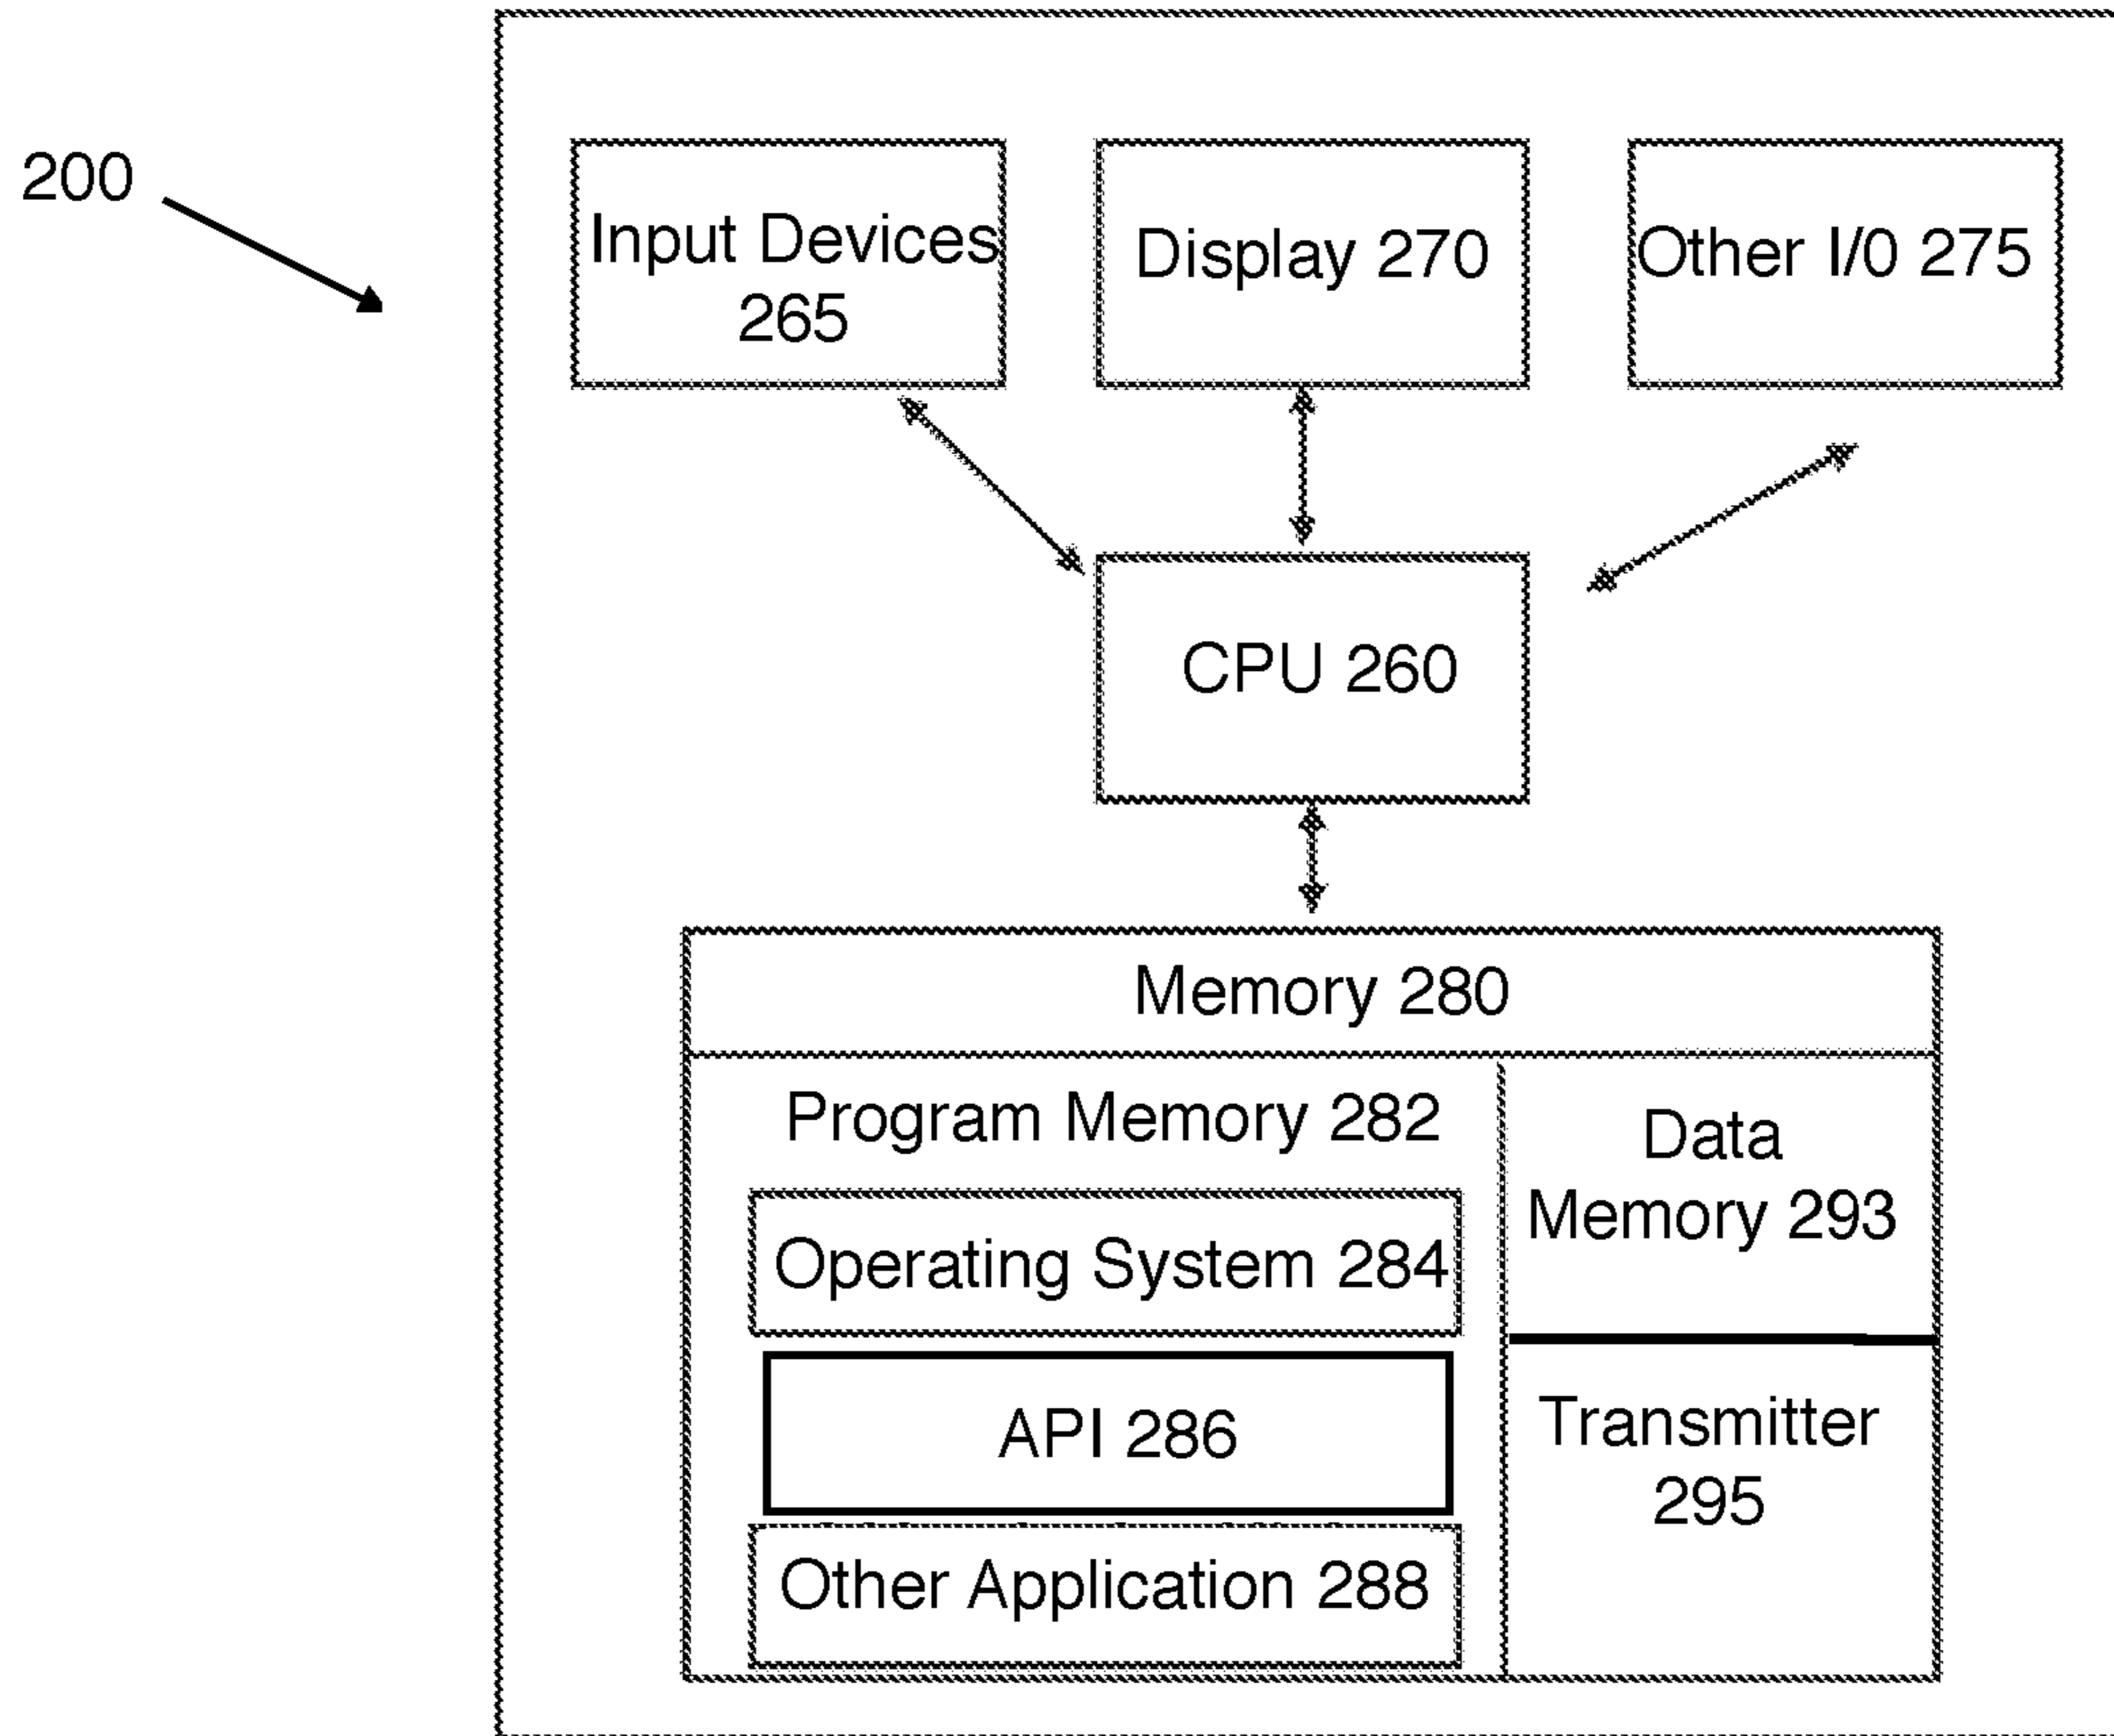 200
Input Devices
265
Display 270
Other I/0 275
CPU 260
Memory 280
Program Memory 282
Data
Memory 293
Operating System 284
API 286
Transmitter
295
Other Application 288